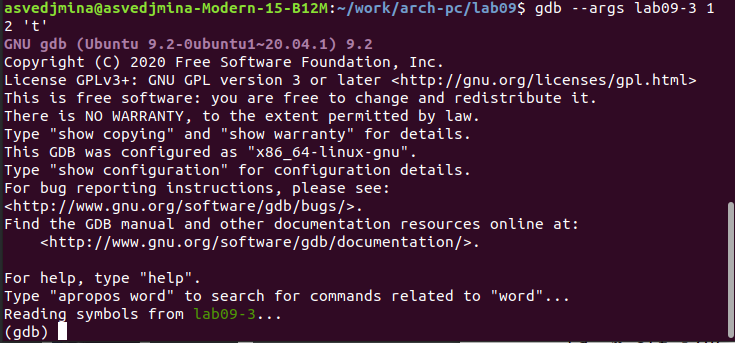 asvedjmina@asvedjmina-Modern-15-B12M:~/work/arch-pc/lab09$ gdb --args lab09-3 1
2 't'
GNU gdb (Ubuntu 9.2-0ubuntu1~20.04.1) 9.2
Copyright (C) 2020 Free Software Foundation, Inc.
License GPLv3+: GNU GPL version 3 or later <http://gnu.org/licenses/gpl.html>
This is free software: you are free to change and redistribute it.
There is NO WARRANTY, to the extent permitted by law.
Type "show copying" and "show warranty" for details.
This GDB was configured as "x86_64-linux-gnu".
Type "show configuration" for configuration details.
For bug reporting instructions, please see:
<http://www.gnu.org/software/gdb/bugs/>.
Find the GDB manual and other documentation resources online at:
    <http://www.gnu.org/software/gdb/documentation/>.

For help, type "help".
Type "apropos word" to search for commands related to "word"...
Reading symbols from lab09-3...
(gdb)